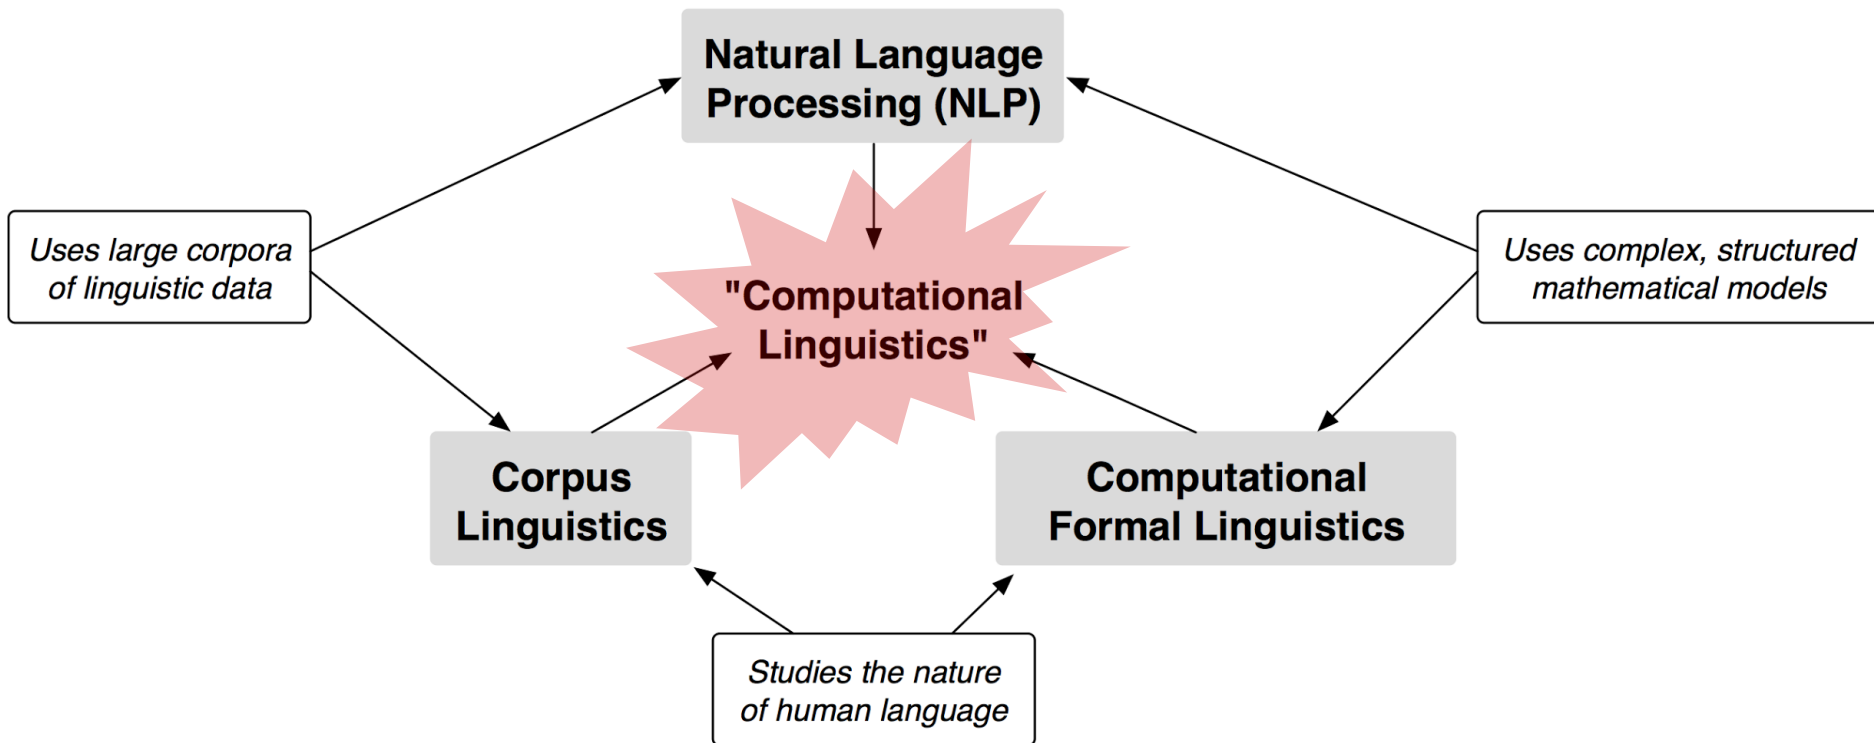 Natural Language
Processing (NLP)
Uses large corpora
of linguistic data
Uses complex, structured
mathematical models
"Computational
Linguistics"
Corpus
Linguistics
Computational
Formal Linguistics
Studies the nature
of human language